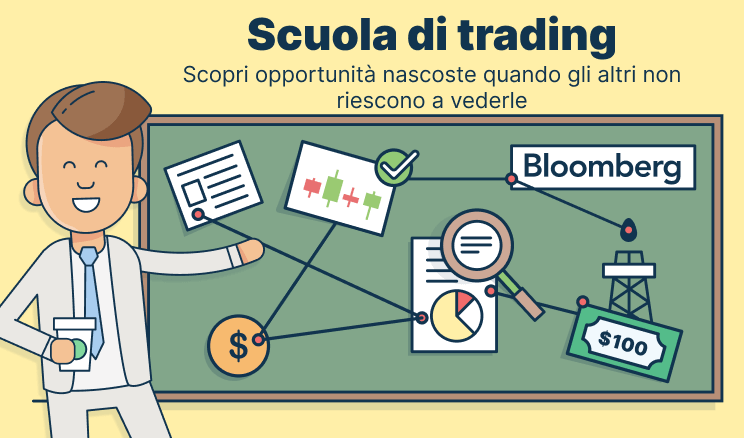 Scuola di trading
Scopri opportunità nascoste quando gli altri non
riescono a vederle
Bloomberg
$
$100